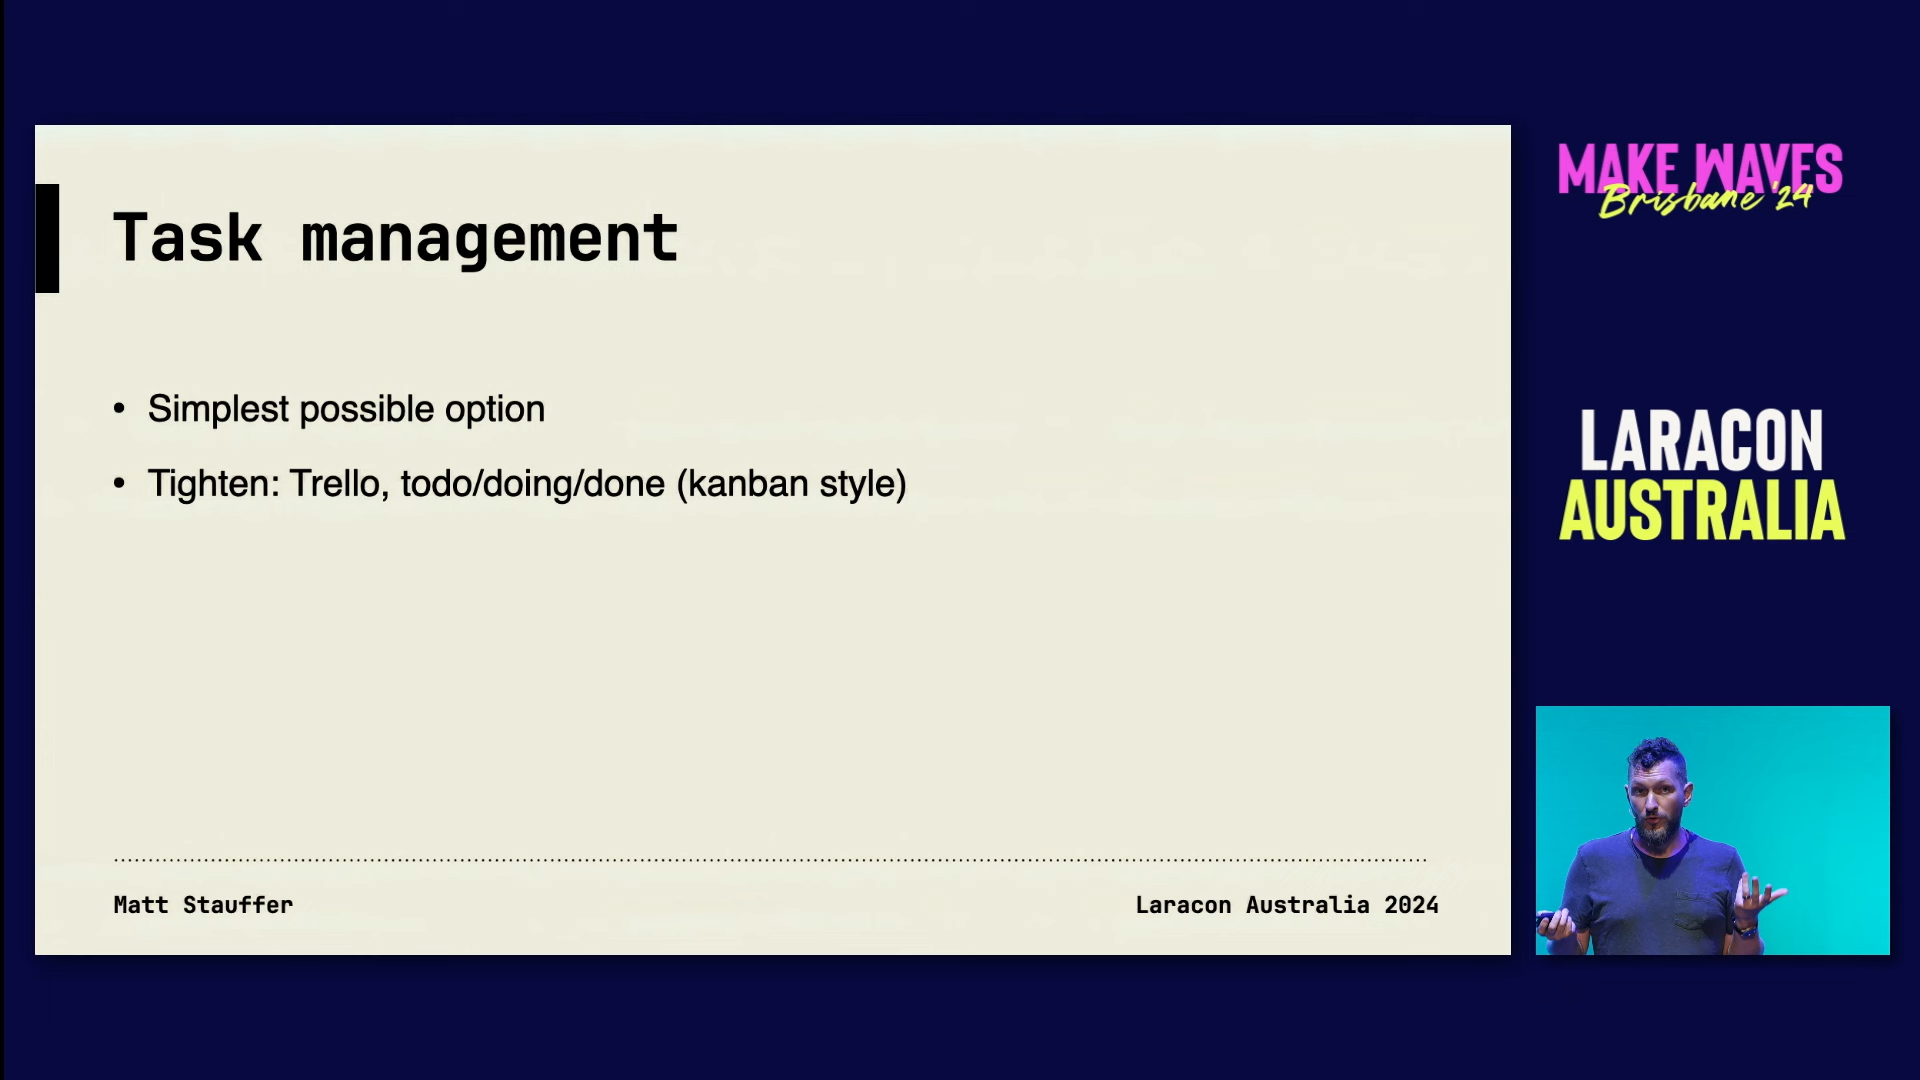 Task management
• Simplest possible option
• Tighten: Trello, todo/doing/done (kanban style)
Matt Stauffer
Laracon Australia 2024
MAKE WAVES
Brisbane '24
LARACON
AUSTRALIA